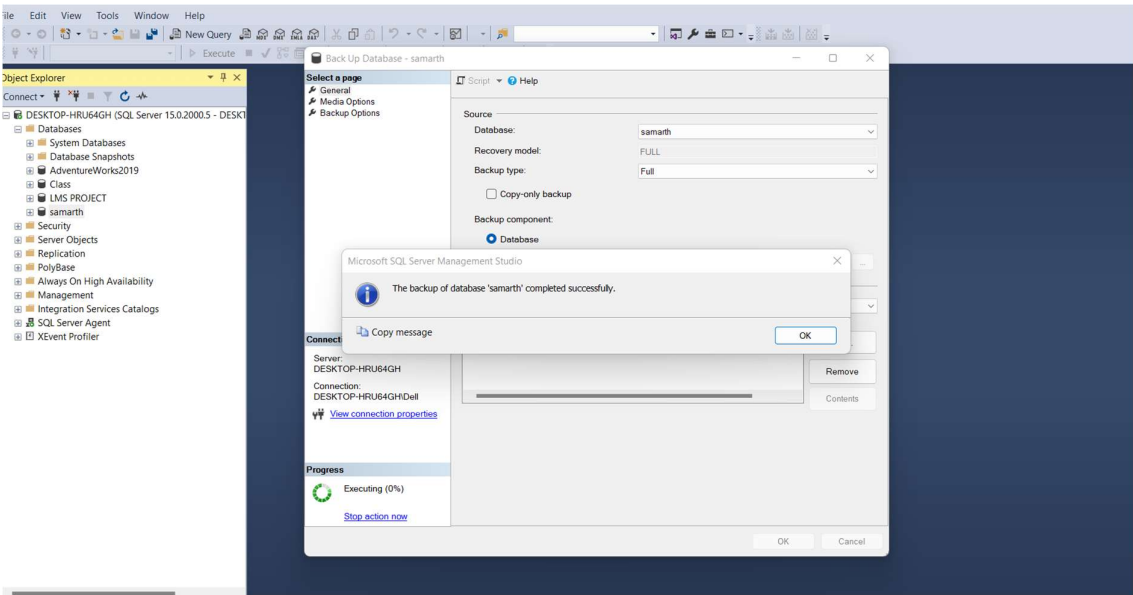 File Edit View Tools Window Help
New Query
Execute
Object Explorer
Connect
DESKTOP-HRU64GH (SQL Server 15.0.2000.5 - DESKT
Databases
System Databases
Database Snapshots
AdventureWorks2019
Class
LMS PROJECT
samarth
Security
Server Objects
Replication
PolyBase
Always On High Availability
Management
Integration Services Catalogs
SQL Server Agent
XEvent Profiler
Back Up Database - samarth
Select a page
General
Media Options
Backup Options
Script Help
Source
Database: samarth
Recovery model: FULL
Backup type: Full
Copy-only backup
Backup component:
Database
Microsoft SQL Server Management Studio
The backup of database 'samarth' completed successfully.
Copy message
OK
Connect
Server:
DESKTOP-HRU64GH
Connection:
DESKTOP-HRU64GH\Dell
View connection properties
Remove
Contents
Progress
Executing (0%)
Stop action now
OK Cancel